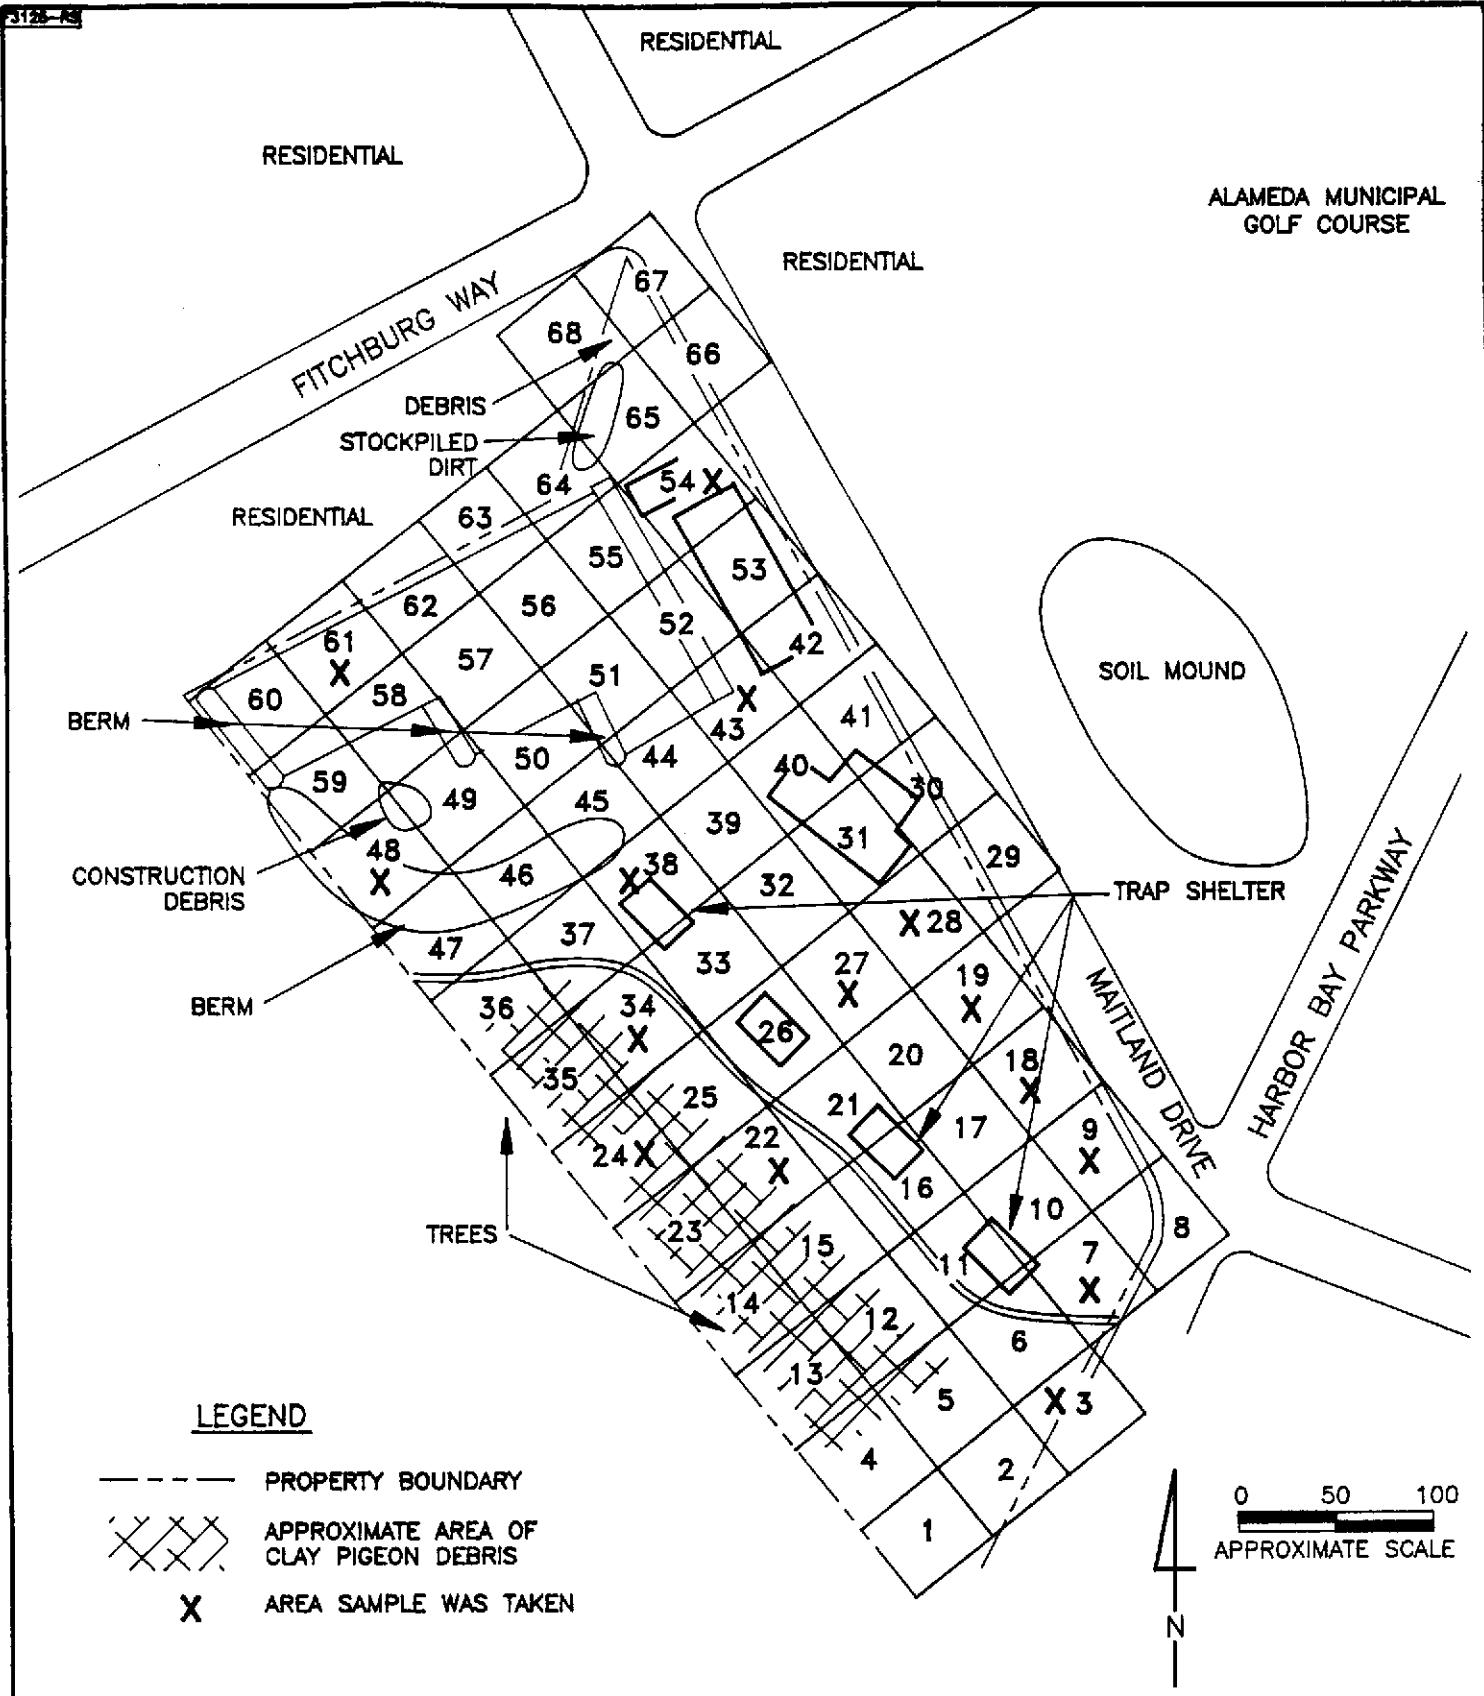 RESIDENTIAL
RESIDENTIAL
ALAMEDA MUNICIPAL
GOLF COURSE
RESIDENTIAL
FITCHBURG WAY
67
68
66
DEBRIS
65
STOCKPILED
DIRT
64
54 X
RESIDENTIAL
63
55
53
62
56
52
61
X
42
57
51
SOIL MOUND
60
58
X
43
41
BERM
50
44
40
59
49
45
30
39
31
48
X
38
X
29
CONSTRUCTION
DEBRIS
46
32
TRAP SHELTER
X 28
37
47
33
27
X
19
X
BERM
36
34
X
26
20
18
X
MAITLAND DRIVE
HARBOR BAY PARKWAY
35
25
21
17
24 X
22
X
9
X
16
10
TREES
23
15
11
7
X
8
14
12
6
13
5
X 3
4
2
1
LEGEND
PROPERTY BOUNDARY
APPROXIMATE AREA OF
CLAY PIGEON DEBRIS
X AREA SAMPLE WAS TAKEN
0 50 100
APPROXIMATE SCALE
N